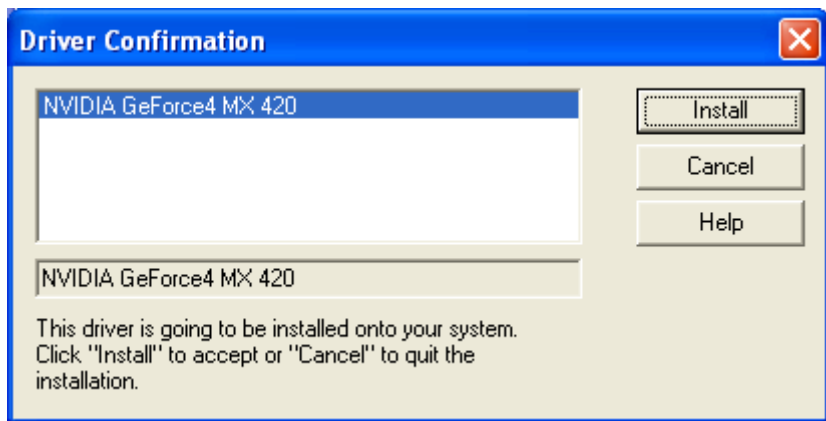 Driver Confirmation
NVIDIA GeForce4 MX 420
Install
Cancel
Help
NVIDIA GeForce4 MX 420
This driver is going to be installed onto your system.
Click "Install" to accept or "Cancel" to quit the
installation.